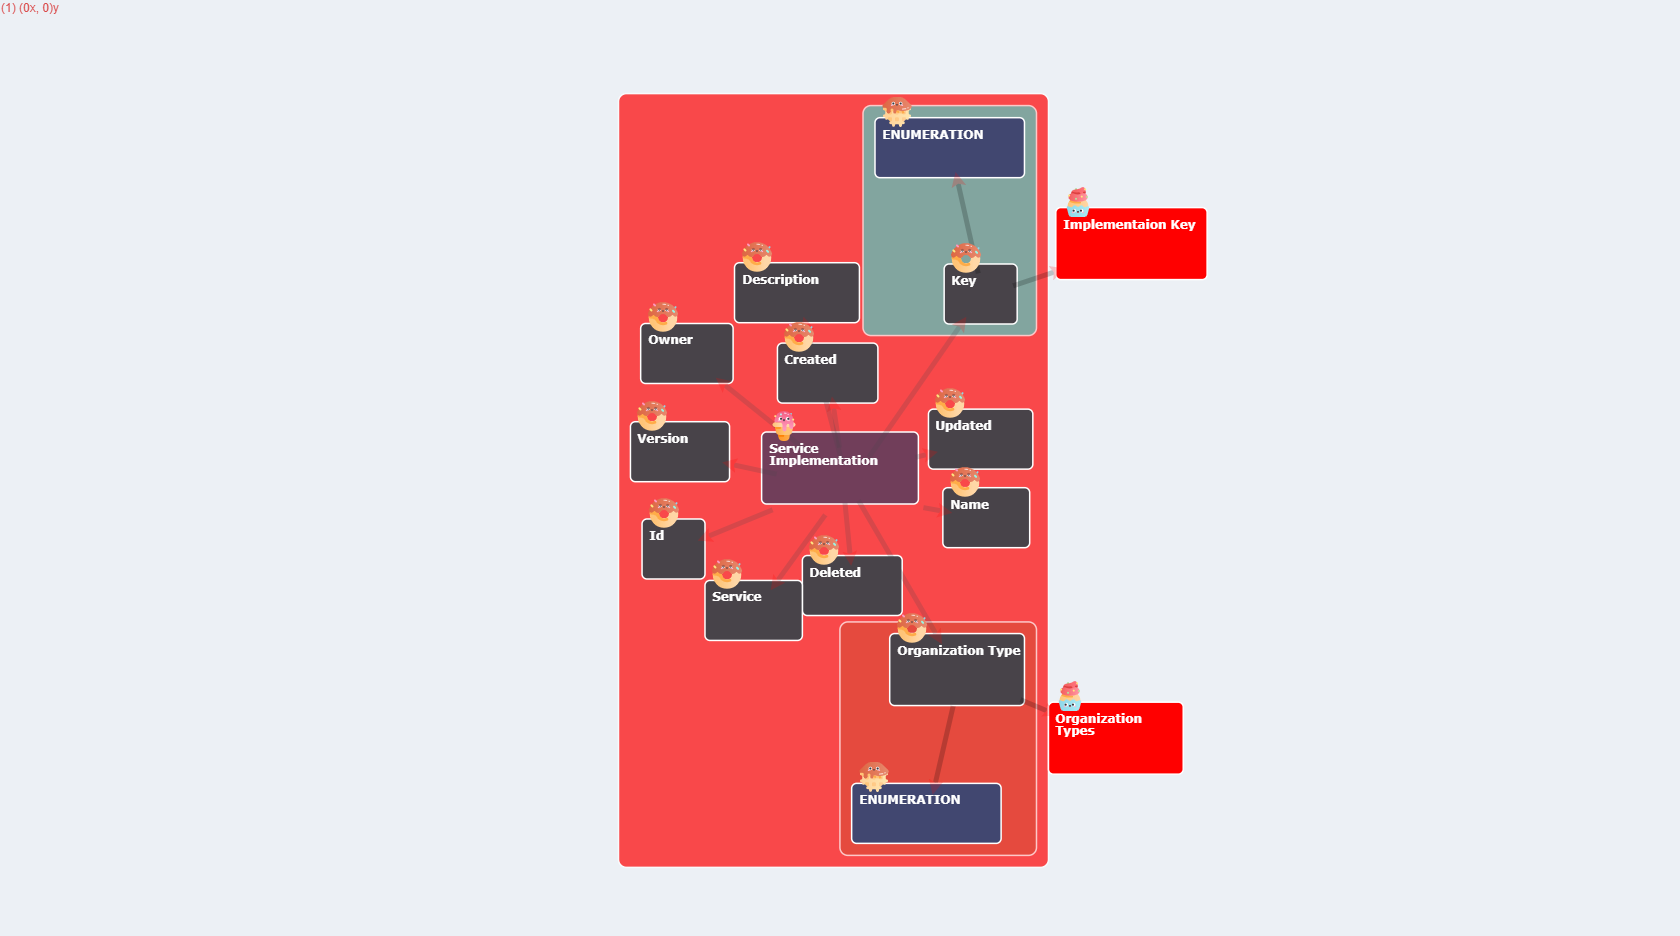 (1) (0x, 0)y
ENUMERATION
Implementaion Key
Description
Key
Owner
Created
Updated
Version
Service
Implementation
Name
Id
Deleted
Service
Organization Type
Organization
Types
ENUMERATION